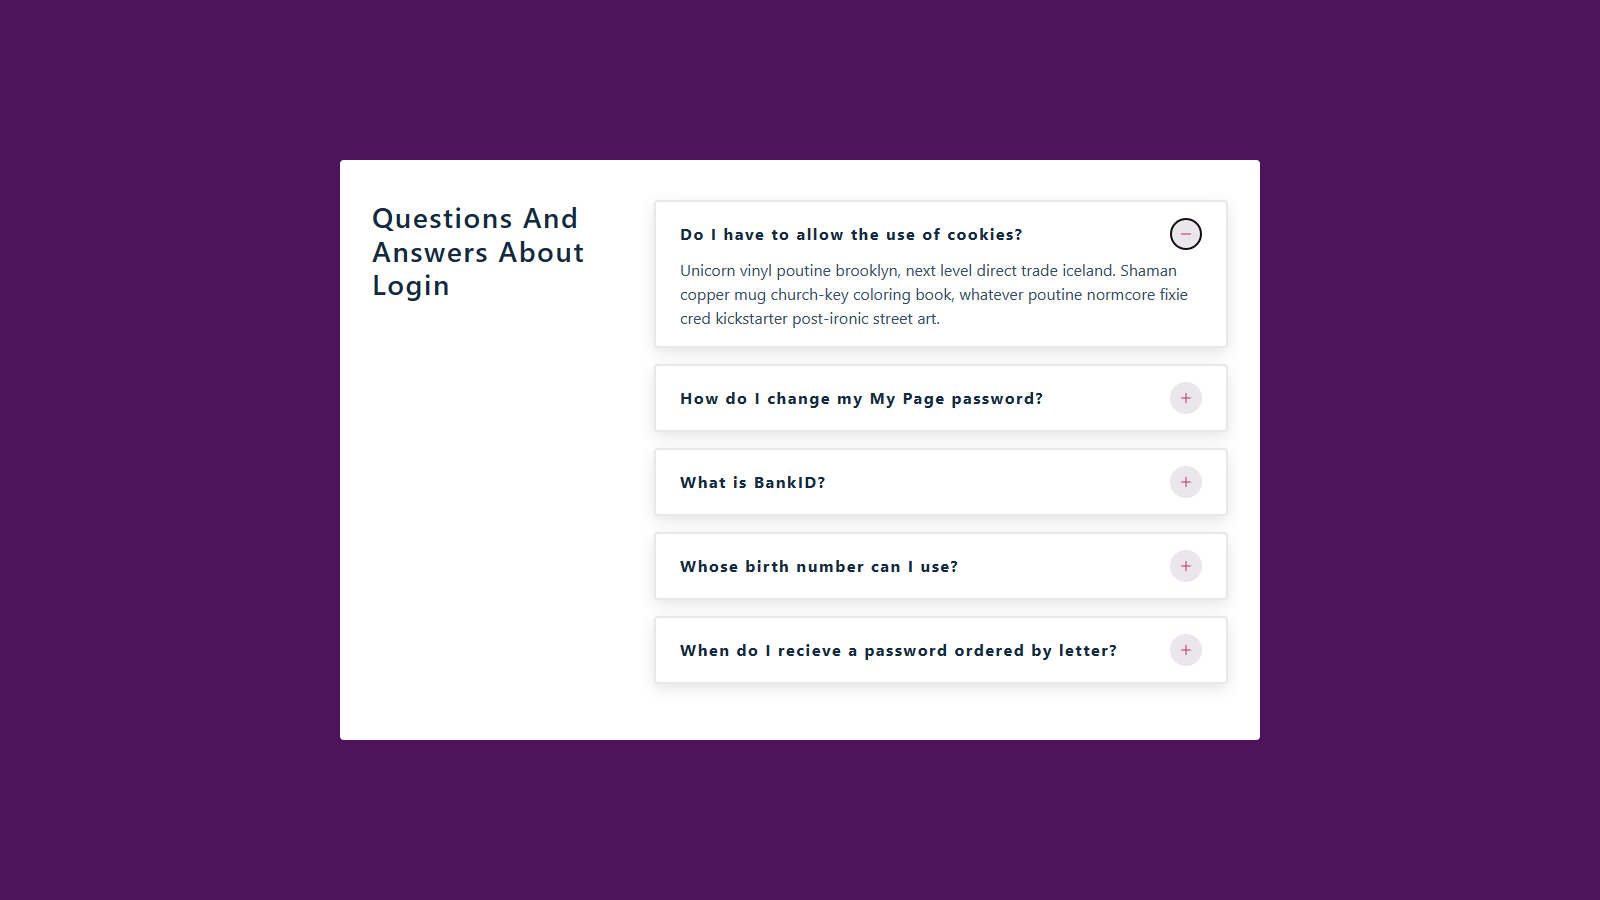 Questions And
Answers About
Login
Do I have to allow the use of cookies?
Unicorn vinyl poutine brooklyn, next level direct trade iceland. Shaman
copper mug church-key coloring book, whatever poutine normcore fixie
cred kickstarter post-ironic street art.
How do I change my My Page password?
What is BankID?
Whose birth number can I use?
When do I recieve a password ordered by letter?